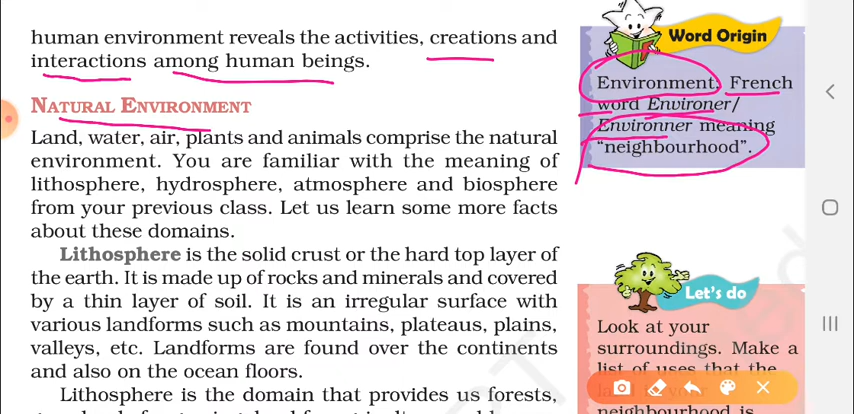 human environment reveals the activities, creations and
interactions among human beings.
NATURAL ENVIRONMENT
Land, water, air, plants and animals comprise the natural
environment. You are familiar with the meaning of
lithosphere, hydrosphere, atmosphere and biosphere
from your previous class. Let us learn some more facts
about these domains.
Lithosphere is the solid crust or the hard top layer of
the earth. It is made up of rocks and minerals and covered
by a thin layer of soil. It is an irregular surface with
various landforms such as mountains, plateaus, plains,
valleys, etc. Landforms are found over the continents
and also on the ocean floors.
Lithosphere is the domain that provides us forests,
Word Origin
Environment: French
word Environer/
Environner meaning
“neighbourhood”.
Let's do
Look at your
surroundings. Make a
list of uses that the
neighbourhood is